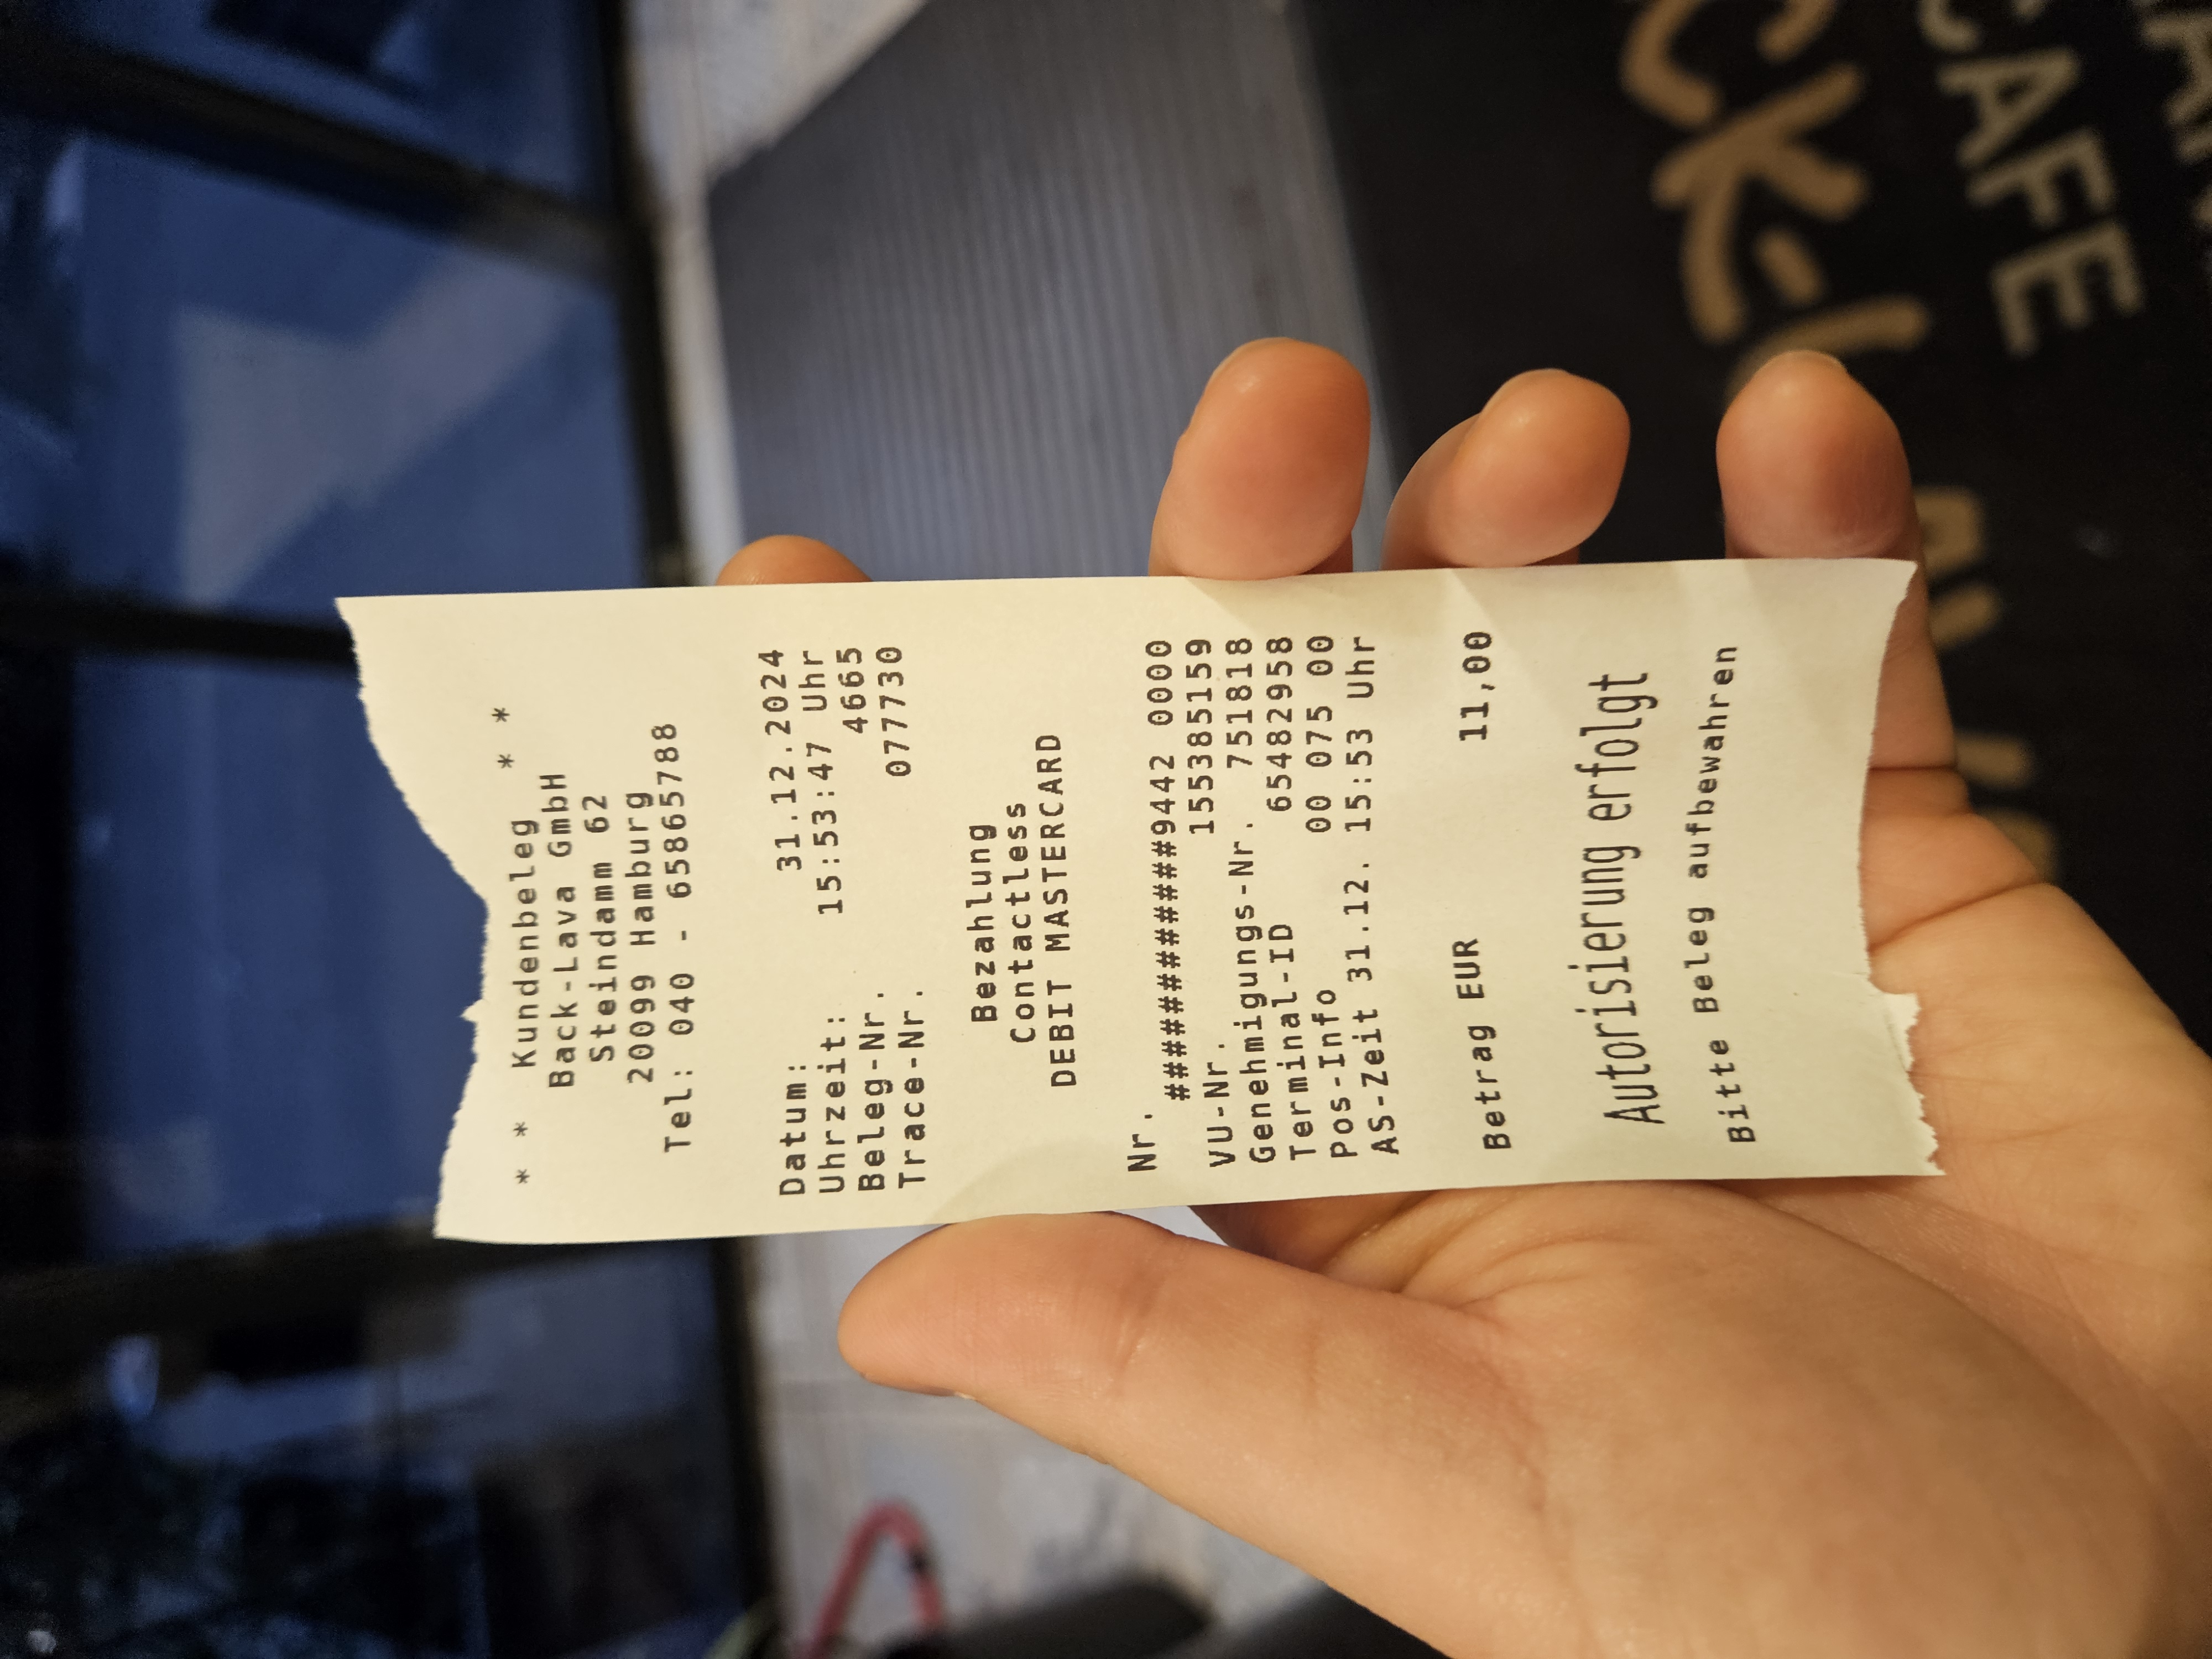 * * Kundenbeleg * *
Back-Lava GmbH
Steindamm 62
20099 Hamburg
Tel: 040 - 65865788
Datum: 31.12.2024
Uhrzeit: 15:53:47 Uhr
Beleg-Nr. 4665
Trace-Nr. 077730
Bezahlung
Contactless
DEBIT MASTERCARD
Nr.
###############9442 0000
VU-Nr. 155385159
Genehmigungs-Nr. 751818
Terminal-ID 65482958
Pos-Info 00 075 00
AS-Zeit 31.12. 15:53 Uhr
Betrag EUR 11,00
Autorisierung erfolgt
Bitte Beleg aufbewahren
CAFE